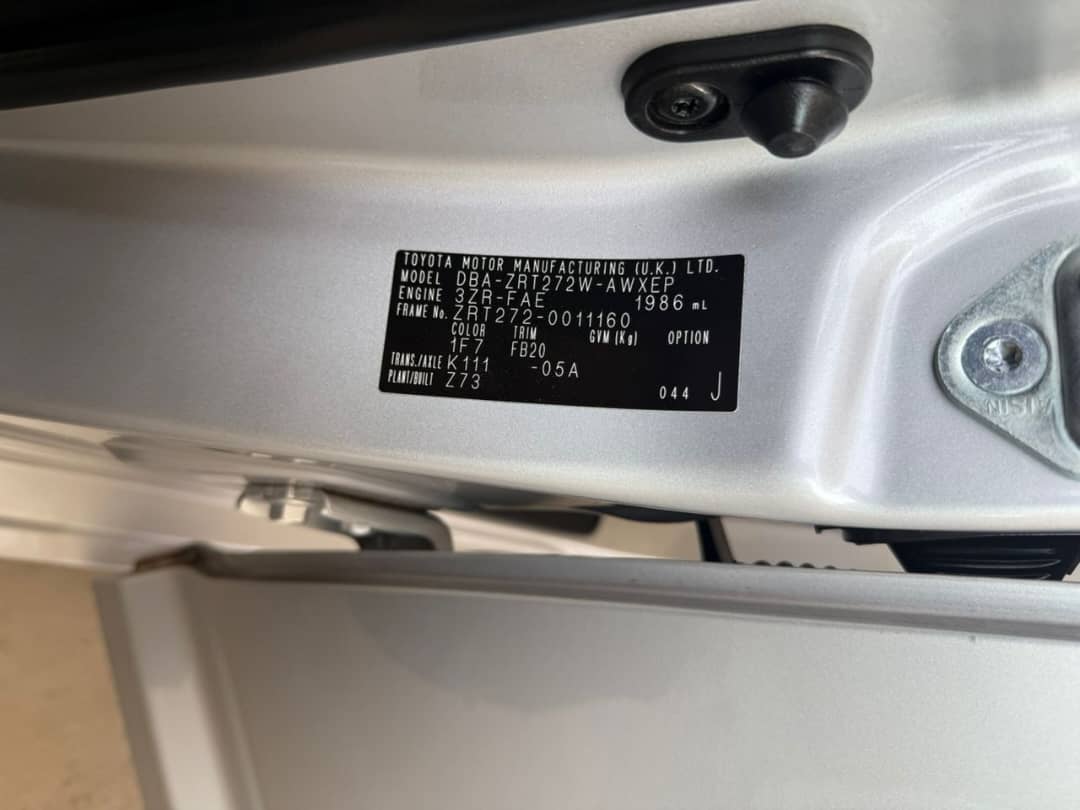 TOYOTA MOTOR MANUFACTURING (U.K.) LTD.
MODEL DBA-ZRT272W-AWXEP
ENGINE 3ZR-FAE 1986 mL
FRAME No. ZRT272-0011160
COLOR TRIM GVM (Kg) OPTION
1F7 FB20
TRANS./AXLE K111 -05A
PLANT/BUILT Z73
044 J
AISIN